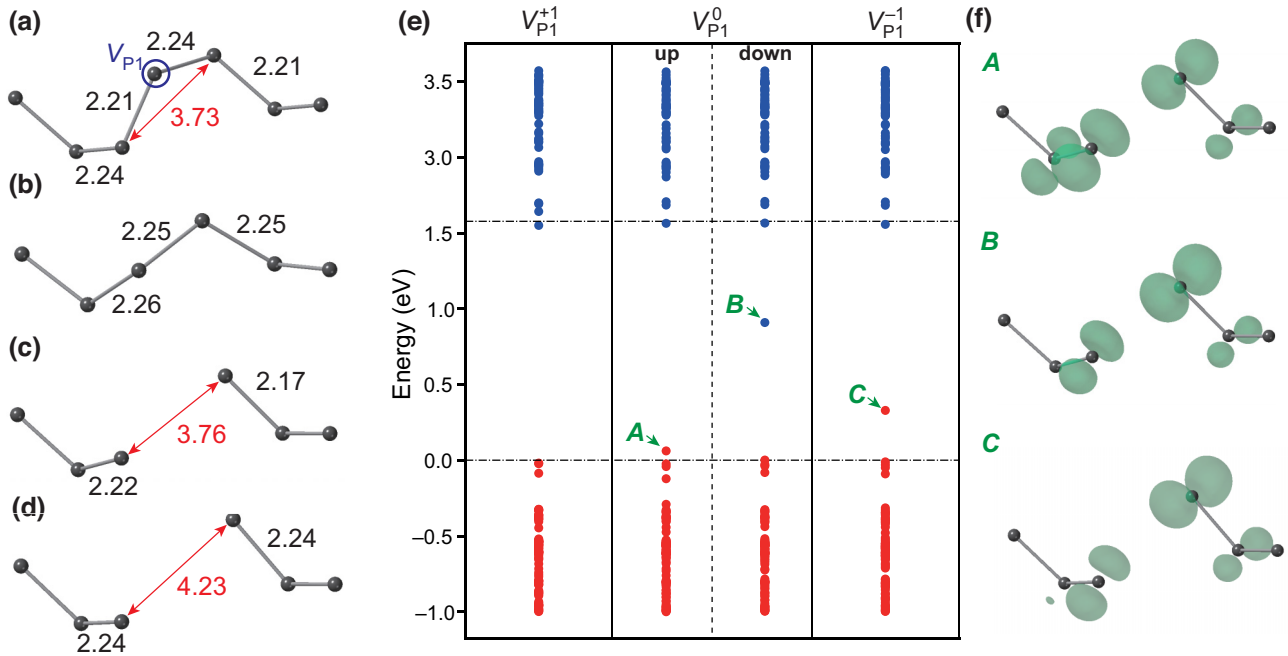 (a)
V_P1
2.24
2.21
2.21
3.73
2.24
(b)
2.25
2.25
2.26
(c)
2.17
3.76
2.22
(d)
2.24
4.23
2.24
(e)
V_P1^+1
V_P1^0
V_P1^–1
up
down
Energy (eV)
3.5
3.0
2.5
2.0
1.5
1.0
0.5
0.0
–0.5
–1.0
A
B
C
(f)
A
B
C